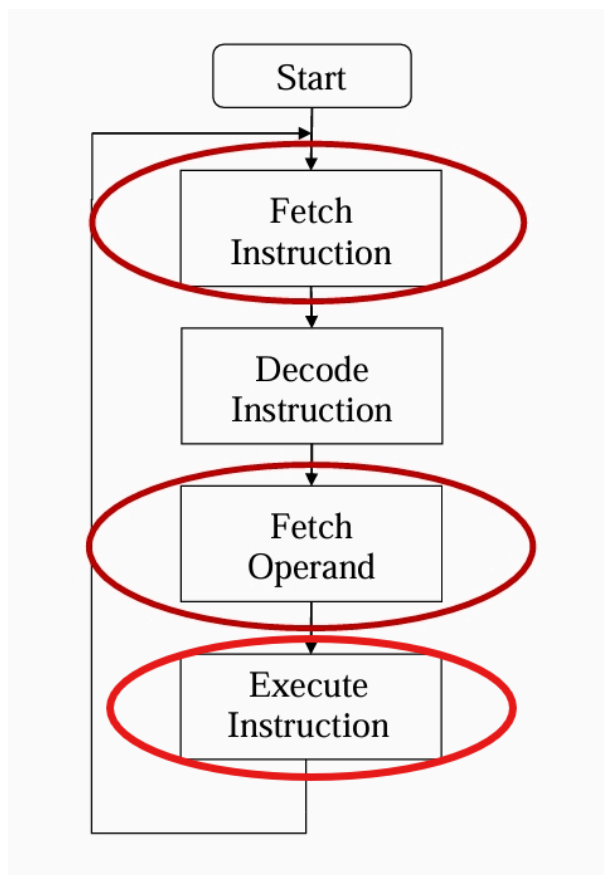 Start
Fetch
Instruction
Decode
Instruction
Fetch
Operand
Execute
Instruction